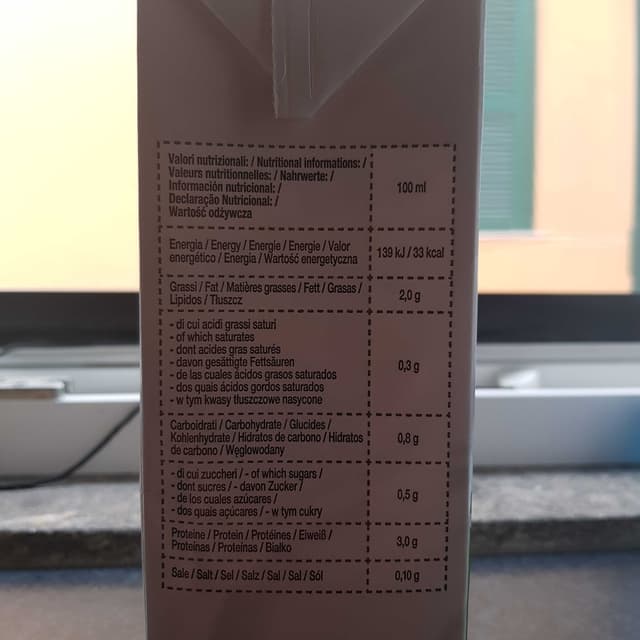 Valori nutrizionali: / Nutritional informations: /
Valeurs nutritionnelles: / Nahrwerte: /
Información nutricional: /
Declaração Nutricional: /
Wartość odżywcza
100 ml
Energia / Energy / Energie / Energie / Valor
energético / Energia / Wartość energetyczna
139 kJ / 33 kcal
Grassi / Fat / Matières grasses / Fett / Grasas /
Lipidos / Tłuszcz
2,0 g
- di cui acidi grassi saturi
- of which saturates
- dont acides gras saturés
- davon gesättigte Fettsäuren
- de las cuales ácidos grasos saturados
- dos quais ácidos gordos saturados
- w tym kwasy tłuszczowe nasycone
0,3 g
Carboidrati / Carbohydrate / Glucides /
Kohlenhydrate / Hidratos de carbono / Hidratos
de carbono / Węglowodany
0,8 g
- di cui zuccheri / - of which sugars /
- dont sucres / - davon Zucker /
- de los cuales azúcares /
- dos quais açúcares / - w tym cukry
0,5 g
Proteine / Protein / Protéines / Eiweiß /
Proteínas / Proteínas / Białko
3,0 g
Sale / Salt / Sel / Salz / Sal / Sal / Sól
0,10 g